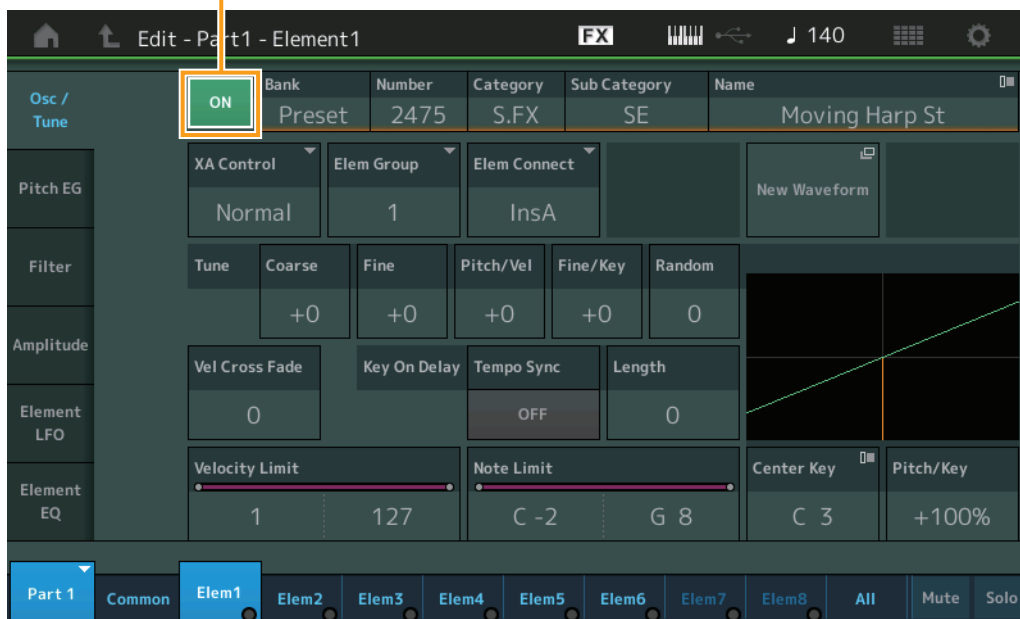 Edit - Part1 - Element1 FX ♩ 140
Osc / Tune
ON
Bank Number Category Sub Category Name
Preset 2475 S.FX SE Moving Harp St
Pitch EG
XA Control Elem Group Elem Connect New Waveform
Normal 1 InsA
Filter
Tune Coarse Fine Pitch/Vel Fine/Key Random
+0 +0 +0 +0 0
Amplitude
Vel Cross Fade Key On Delay Tempo Sync Length
0 OFF 0
Element LFO
Velocity Limit Note Limit Center Key Pitch/Key
1 127 C -2 G 8 C 3 +100%
Element EQ
Part 1 Common Elem1 Elem2 Elem3 Elem4 Elem5 Elem6 Elem7 Elem8 All Mute Solo